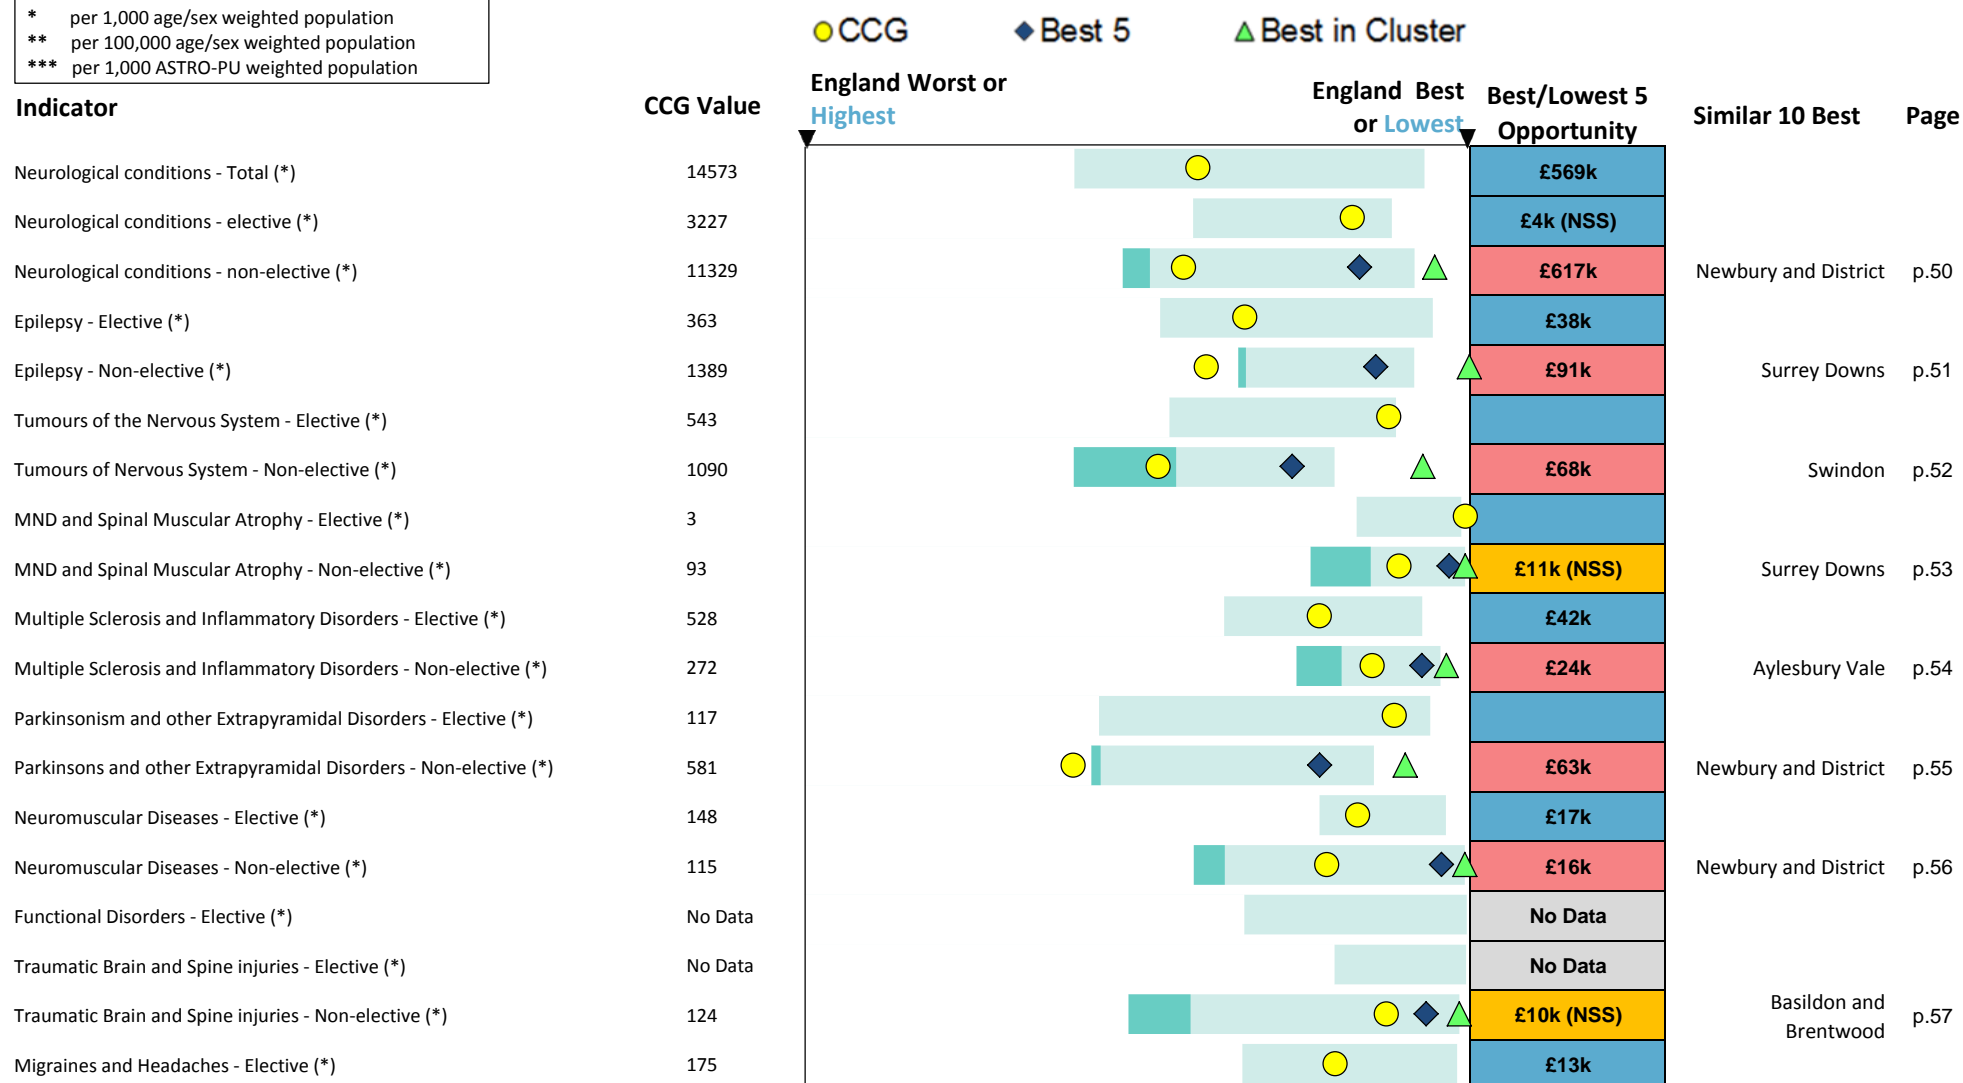 * per 1,000 age/sex weighted population
** per 100,000 age/sex weighted population
*** per 1,000 ASTRO-PU weighted population
CCG Best 5 Best in Cluster
Indicator CCG Value England Worst or Highest England Best or Lowest Best/Lowest 5 Opportunity Similar 10 Best Page
Neurological conditions - Total (*) 14573 £569k
Neurological conditions - elective (*) 3227 £4k (NSS)
Neurological conditions - non-elective (*) 11329 £617k Newbury and District p.50
Epilepsy - Elective (*) 363 £38k
Epilepsy - Non-elective (*) 1389 £91k Surrey Downs p.51
Tumours of the Nervous System - Elective (*) 543
Tumours of Nervous System - Non-elective (*) 1090 £68k Swindon p.52
MND and Spinal Muscular Atrophy - Elective (*) 3
MND and Spinal Muscular Atrophy - Non-elective (*) 93 £11k (NSS) Surrey Downs p.53
Multiple Sclerosis and Inflammatory Disorders - Elective (*) 528 £42k
Multiple Sclerosis and Inflammatory Disorders - Non-elective (*) 272 £24k Aylesbury Vale p.54
Parkinsonism and other Extrapyramidal Disorders - Elective (*) 117
Parkinsons and other Extrapyramidal Disorders - Non-elective (*) 581 £63k Newbury and District p.55
Neuromuscular Diseases - Elective (*) 148 £17k
Neuromuscular Diseases - Non-elective (*) 115 £16k Newbury and District p.56
Functional Disorders - Elective (*) No Data No Data
Traumatic Brain and Spine injuries - Elective (*) No Data No Data
Traumatic Brain and Spine injuries - Non-elective (*) 124 £10k (NSS) Basildon and Brentwood p.57
Migraines and Headaches - Elective (*) 175 £13k